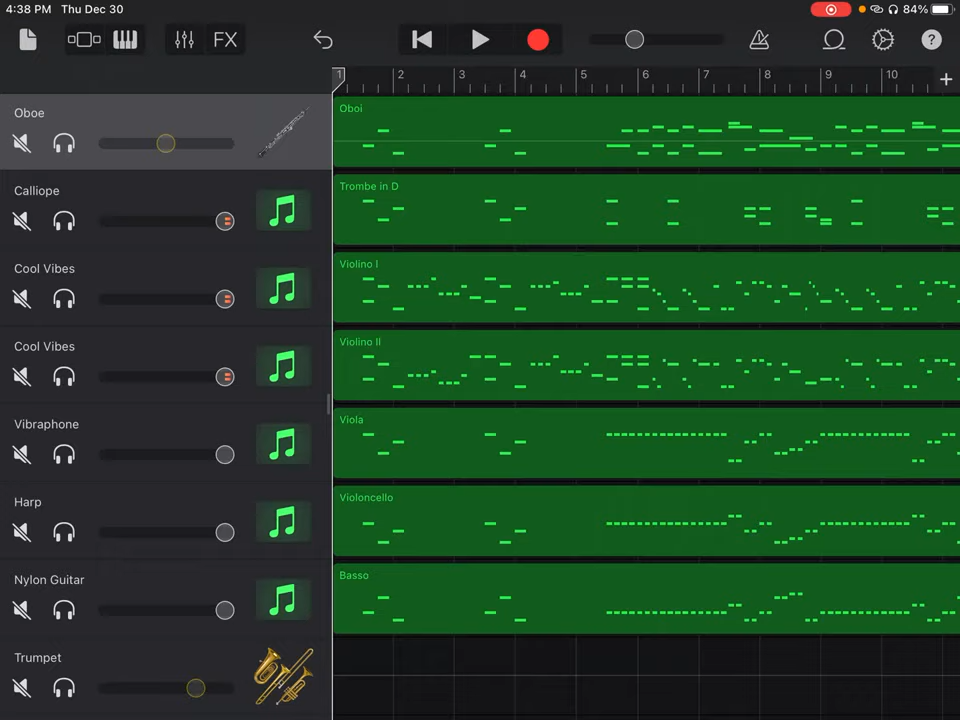 4:38 PM Thu Dec 30
84%
FX
?
1 2 3 4 5 6 7 8 9 10 +
Oboe
Oboi
Calliope
Trombe in D
Cool Vibes
Violino I
Cool Vibes
Violino II
Vibraphone
Viola
Harp
Violoncello
Nylon Guitar
Basso
Trumpet